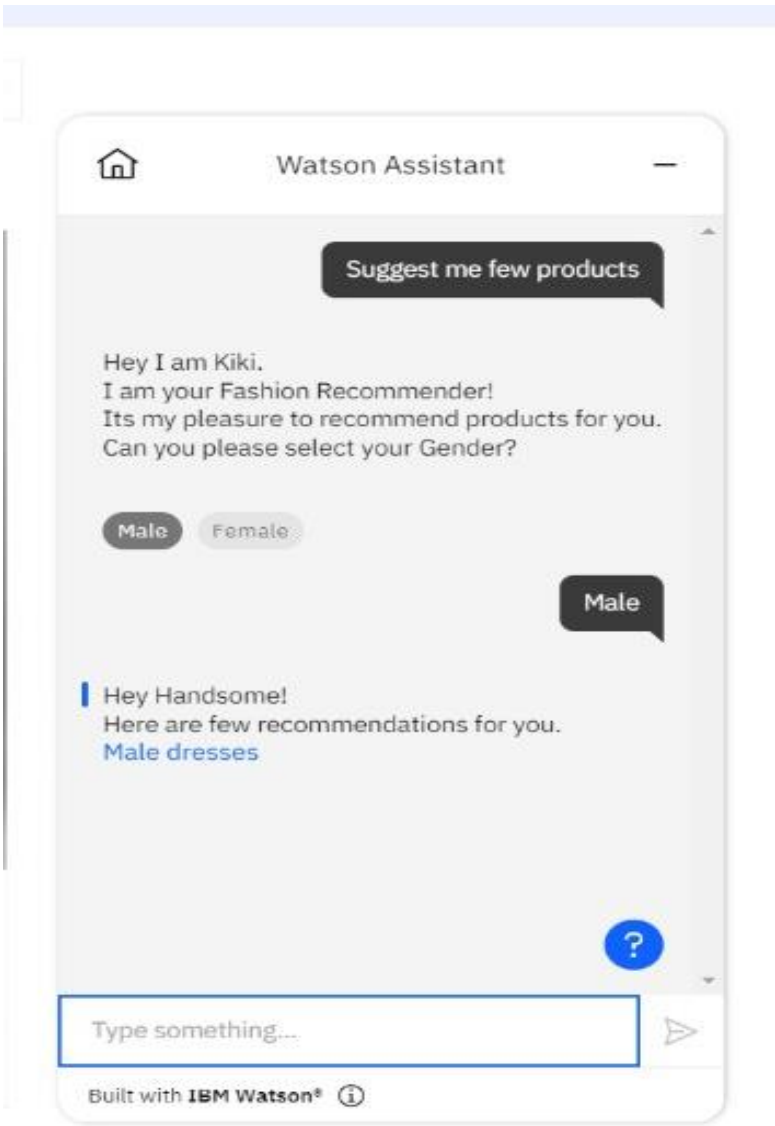 Watson Assistant
Suggest me few products
Hey I am Kiki.
I am your Fashion Recommender!
Its my pleasure to recommend products for you.
Can you please select your Gender?
Male Female
Male
Hey Handsome!
Here are few recommendations for you.
Male dresses
?
Type something...
Built with IBM Watson®